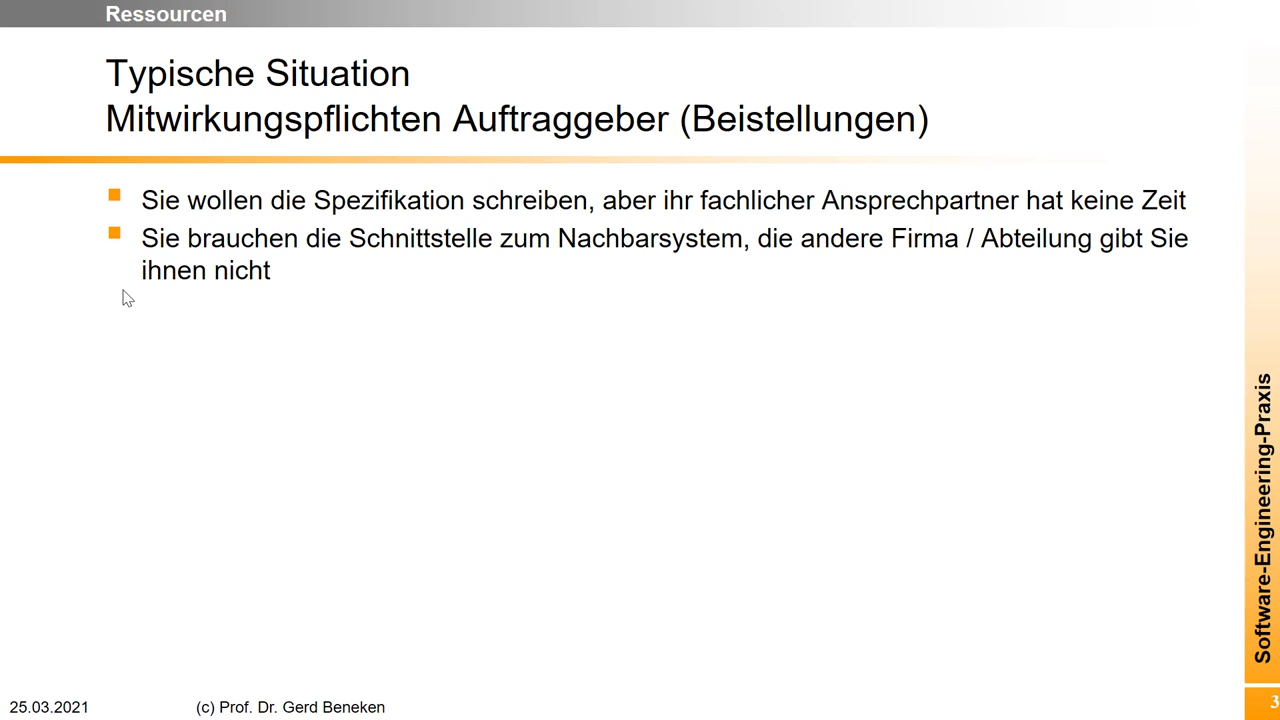 Ressourcen
Typische Situation
Mitwirkungspflichten Auftraggeber (Beistellungen)
Sie wollen die Spezifikation schreiben, aber ihr fachlicher Ansprechpartner hat keine Zeit
Sie brauchen die Schnittstelle zum Nachbarsystem, die andere Firma / Abteilung gibt Sie
ihnen nicht
Software-Engineering-Praxis
25.03.2021
(c) Prof. Dr. Gerd Beneken
3